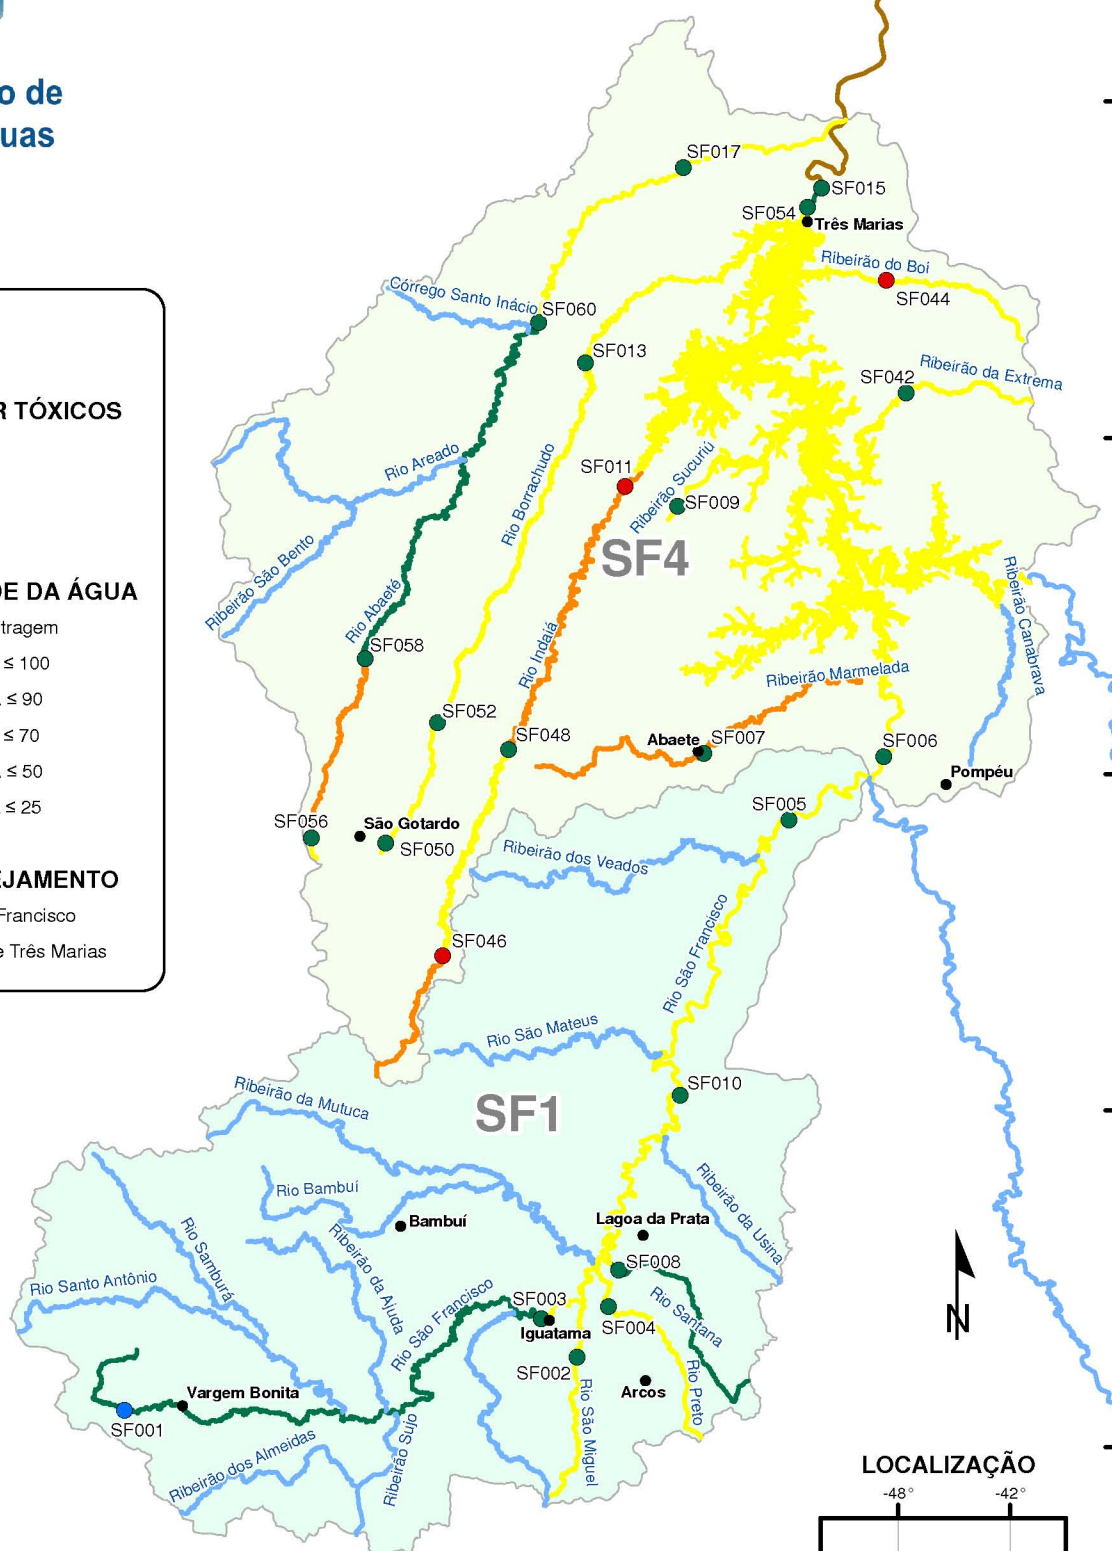 o de
uas
R TÓXICOS
E DA ÁGUA
tragem
≤ 100
≤ 90
≤ 70
≤ 50
≤ 25
EJAMENTO
Francisco
e Três Marias
SF017
SF015
SF054
Três Marias
Ribeirão do Boi
SF044
Córrego Santo Inácio
SF060
SF013
SF042
Ribeirão da Extrema
Rio Areado
Rio Borrachudo
SF011
Ribeirão Sucuriú
SF009
SF4
Ribeirão São Bento
Rio Abaeté
Rio Indaiá
Ribeirão Canabrava
SF058
Ribeirão Marmelada
SF052
SF048
Abaete
SF007
SF006
Pompéu
SF005
SF056
São Gotardo
SF050
Ribeirão dos Veados
Rio São Francisco
SF046
Rio São Mateus
SF010
Ribeirão da Mutuca
SF1
Rio Bambuí
Bambuí
Ribeirão da Usina
Lagoa da Prata
Rio Samburá
Ribeirão da Ajuda
SF008
Rio Santo Antônio
Rio São Francisco
SF003
Iguatama
SF004
Rio Santana
SF002
Rio São Miguel
Arcos
Rio Preto
Vargem Bonita
SF001
Ribeirão dos Almeidas
Ribeirão Sujo
N
LOCALIZAÇÃO
-48°
-42°